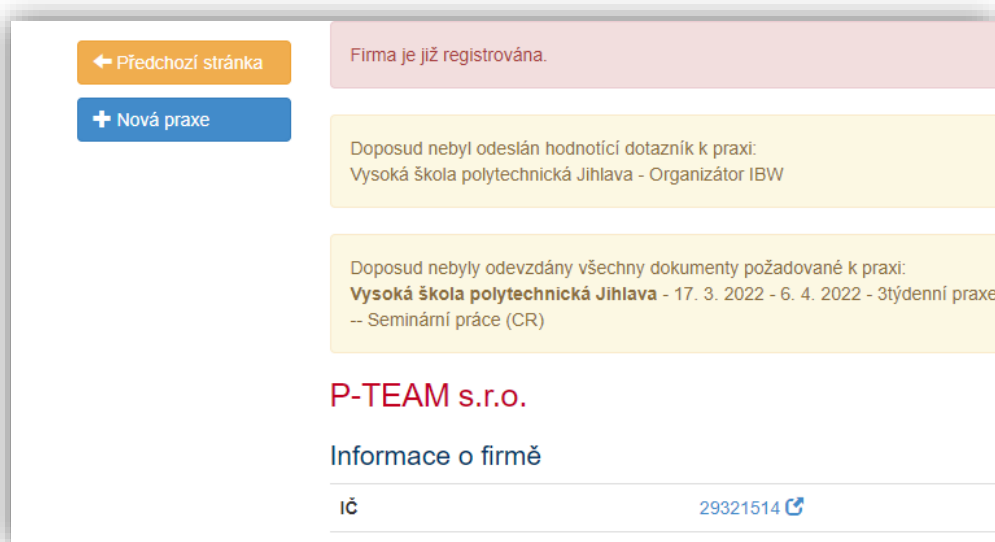 Předchozí stránka
Nová praxe
Firma je již registrována.
Doposud nebyl odeslán hodnotící dotazník k praxi:
Vysoká škola polytechnická Jihlava - Organizátor IBW
Doposud nebyly odevzdány všechny dokumenty požadované k praxi:
Vysoká škola polytechnická Jihlava - 17. 3. 2022 - 6. 4. 2022 - 3týdenní praxe
-- Seminární práce (CR)
P-TEAM s.r.o.
Informace o firmě
IČ 29321514